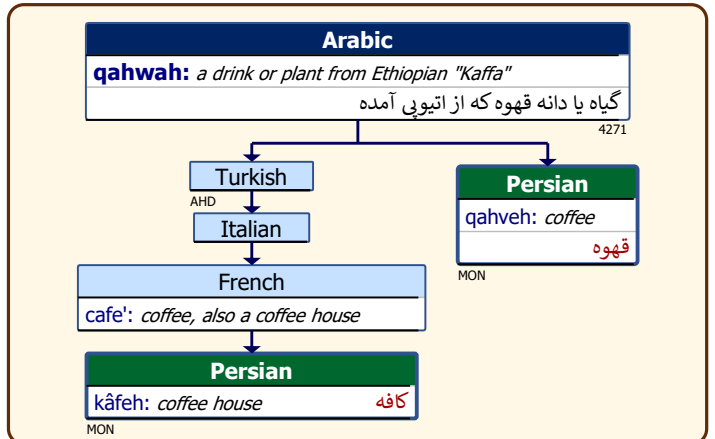 Arabic
qahwah: a drink or plant from Ethiopian "Kaffa"
گیاه یا دانه قهوه که از اتیوپی آمده
4271
Turkish
AHD
Italian
French
cafe': coffee, also a coffee house
Persian
kâfeh: coffee house کافه
MON
Persian
qahveh: coffee
قهوه
MON